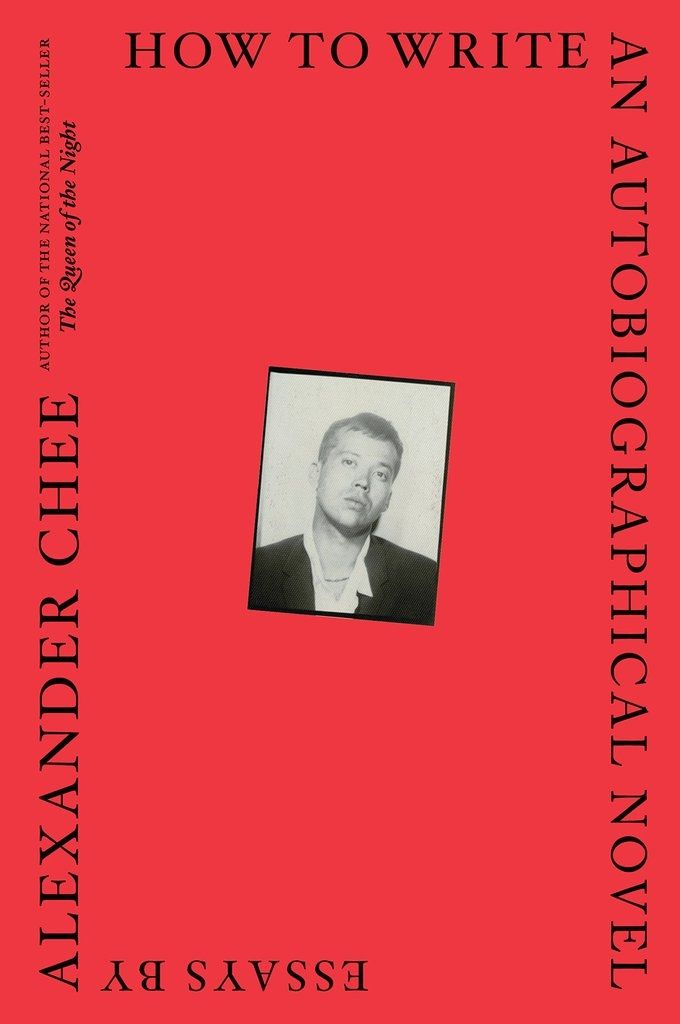 HOW TO WRITE
AN AUTOBIOGRAPHICAL NOVEL
ESSAYS BY
ALEXANDER CHEE
AUTHOR OF THE NATIONAL BEST-SELLER
The Queen of the Night